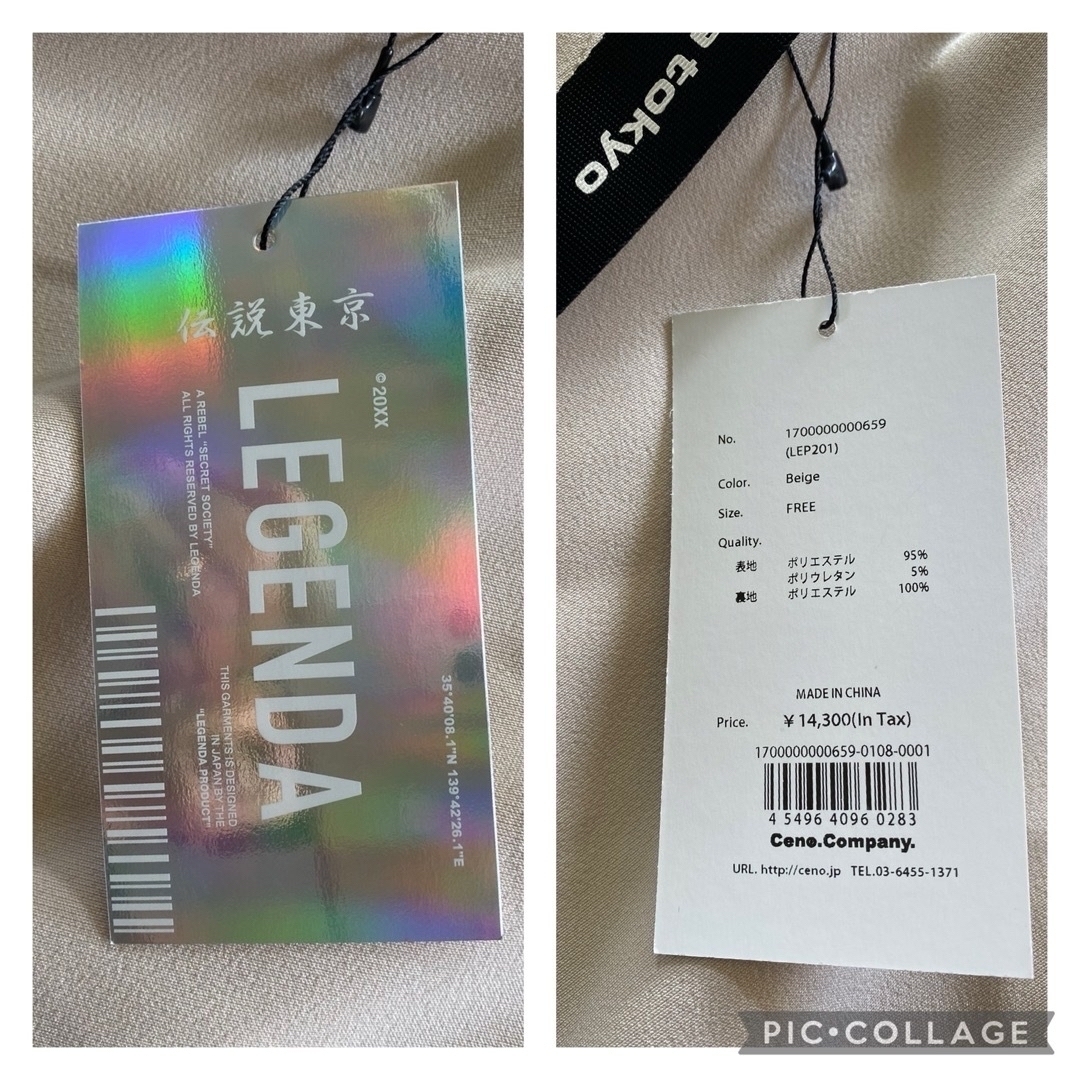 伝説東京
©20XX
LEGENDA
A REBEL "SECRET SOCIETY"
ALL RIGHTS RESERVED BY LEGENDA
THIS GARMENTS IS DESIGNED
IN JAPAN BY THE
"LEGENDA PRODUCT"
35°40'08.1"N 139°42'26.1"E
tokyo
No. 1700000000659
(LEP201)
Color. Beige
Size. FREE
Quality.
表地 ポリエステル 95%
ポリウレタン 5%
裏地 ポリエステル 100%
MADE IN CHINA
Price. ¥14,300(In Tax)
1700000000659-0108-0001
4 549640 960283
Ceno.Company.
URL. http://ceno.jp TEL.03-6455-1371
PIC•COLLAGE